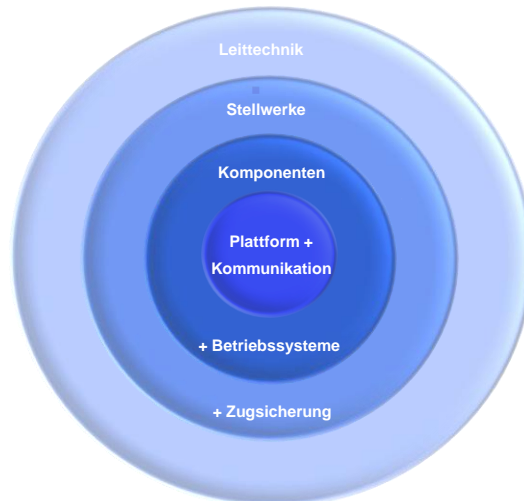 Leittechnik
Stellwerke
Komponenten
Plattform +
Kommunikation
+ Betriebssysteme
+ Zugsicherung